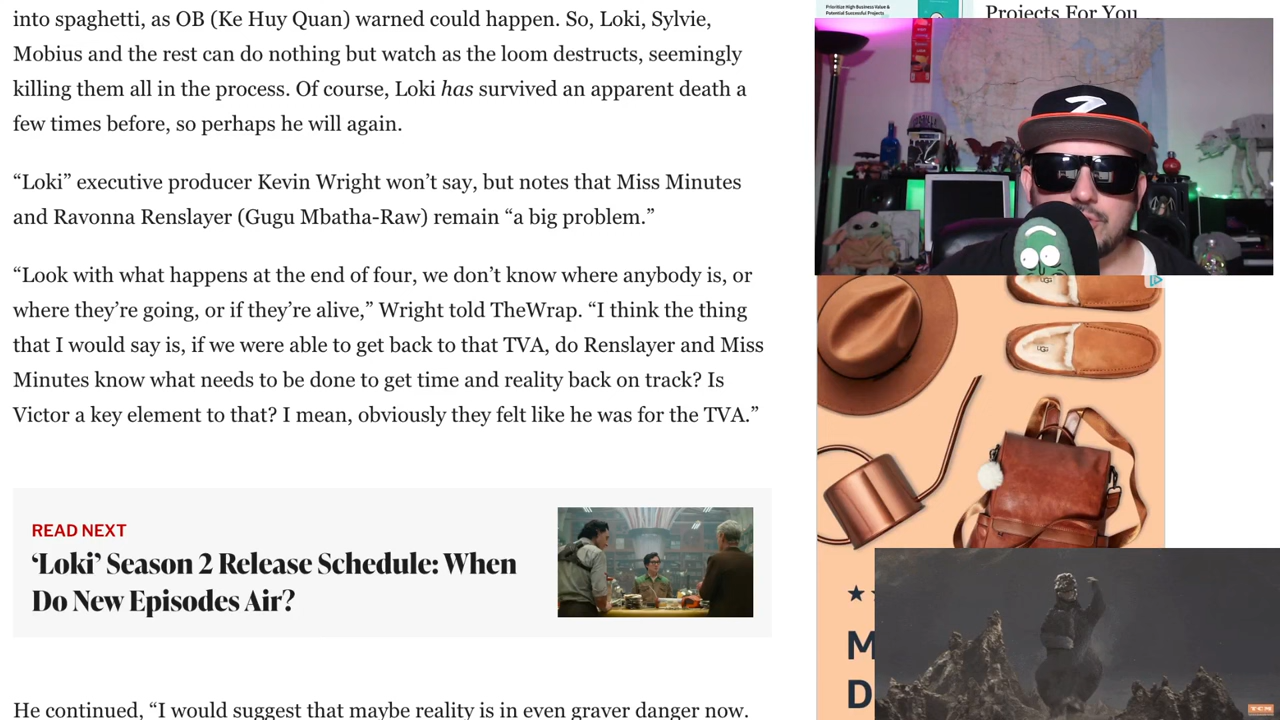 into spaghetti, as OB (Ke Huy Quan) warned could happen. So, Loki, Sylvie,
Mobius and the rest can do nothing but watch as the loom destructs, seemingly
killing them all in the process. Of course, Loki has survived an apparent death a
few times before, so perhaps he will again.
“Loki” executive producer Kevin Wright won’t say, but notes that Miss Minutes
and Ravonna Renslayer (Gugu Mbatha-Raw) remain “a big problem.”
“Look with what happens at the end of four, we don’t know where anybody is, or
where they’re going, or if they’re alive,” Wright told TheWrap. “I think the thing
that I would say is, if we were able to get back to that TVA, do Renslayer and Miss
Minutes know what needs to be done to get time and reality back on track? Is
Victor a key element to that? I mean, obviously they felt like he was for the TVA.”
READ NEXT
‘Loki’ Season 2 Release Schedule: When
Do New Episodes Air?
He continued, “I would suggest that maybe reality is in even graver danger now.
Prioritize High-Business Value &
Potential Successful Projects
Projects For You
UGG
M
D
TCM